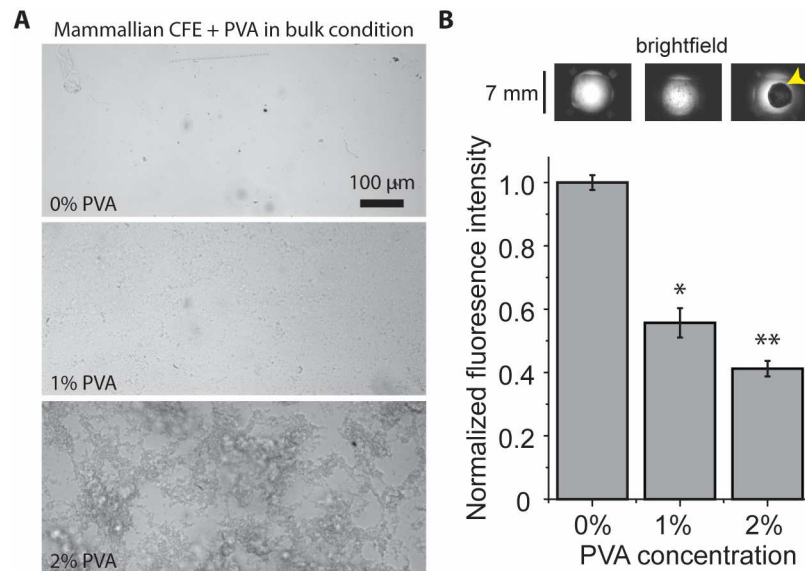 A
Mammallian CFE + PVA in bulk condition
0% PVA
100 µm
1% PVA
2% PVA
B
brightfield
7 mm
Normalized fluoresence intensity
1.0
0.8
0.6
0.4
0.2
0
*
**
0%
1%
2%
PVA concentration